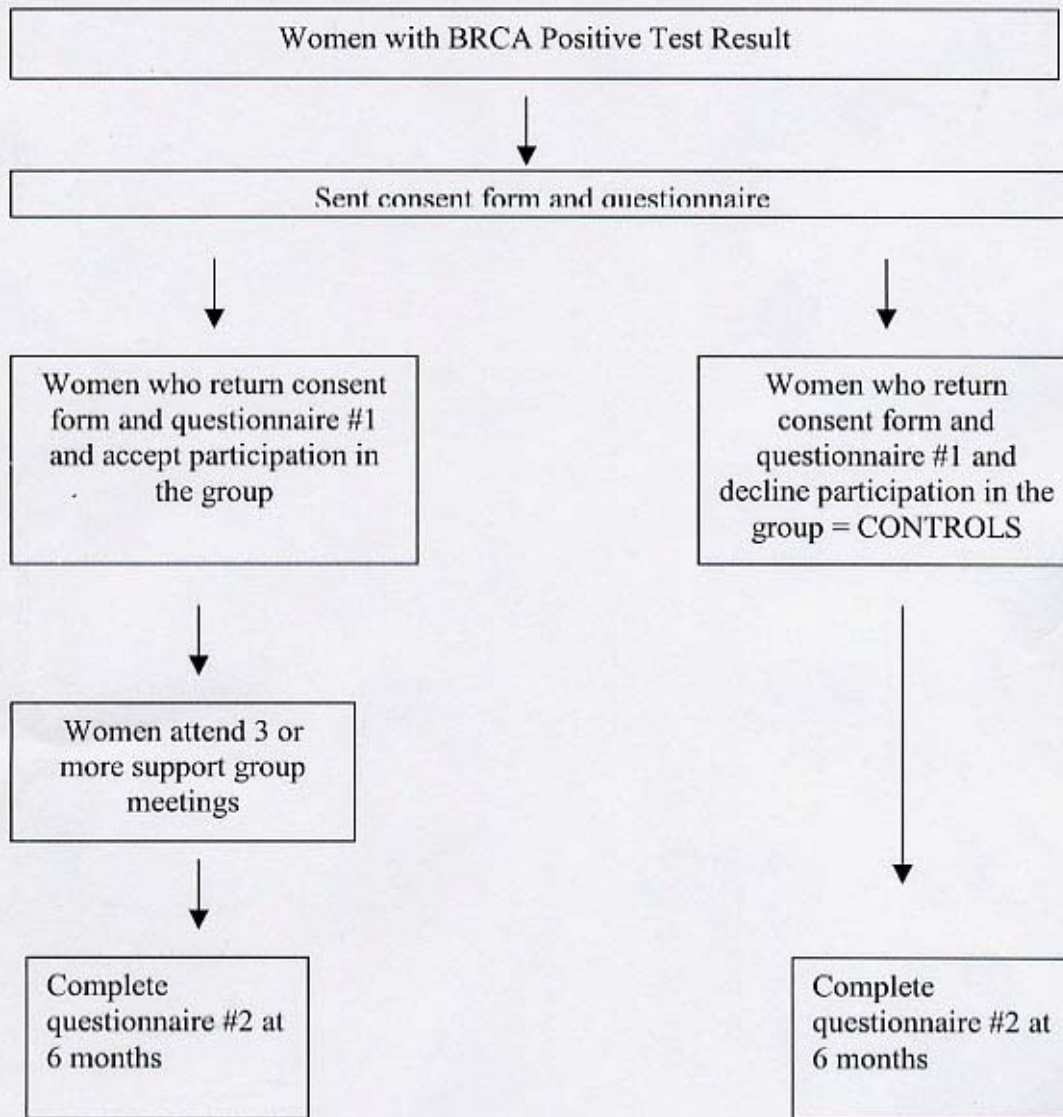 Women with BRCA Positive Test Result
Sent consent form and questionnaire
Women who return consent
form and questionnaire #1
and accept participation in
the group
Women who return
consent form and
questionnaire #1 and
decline participation in the
group = CONTROLS
Women attend 3 or
more support group
meetings
Complete
questionnaire #2 at
6 months
Complete
questionnaire #2 at
6 months